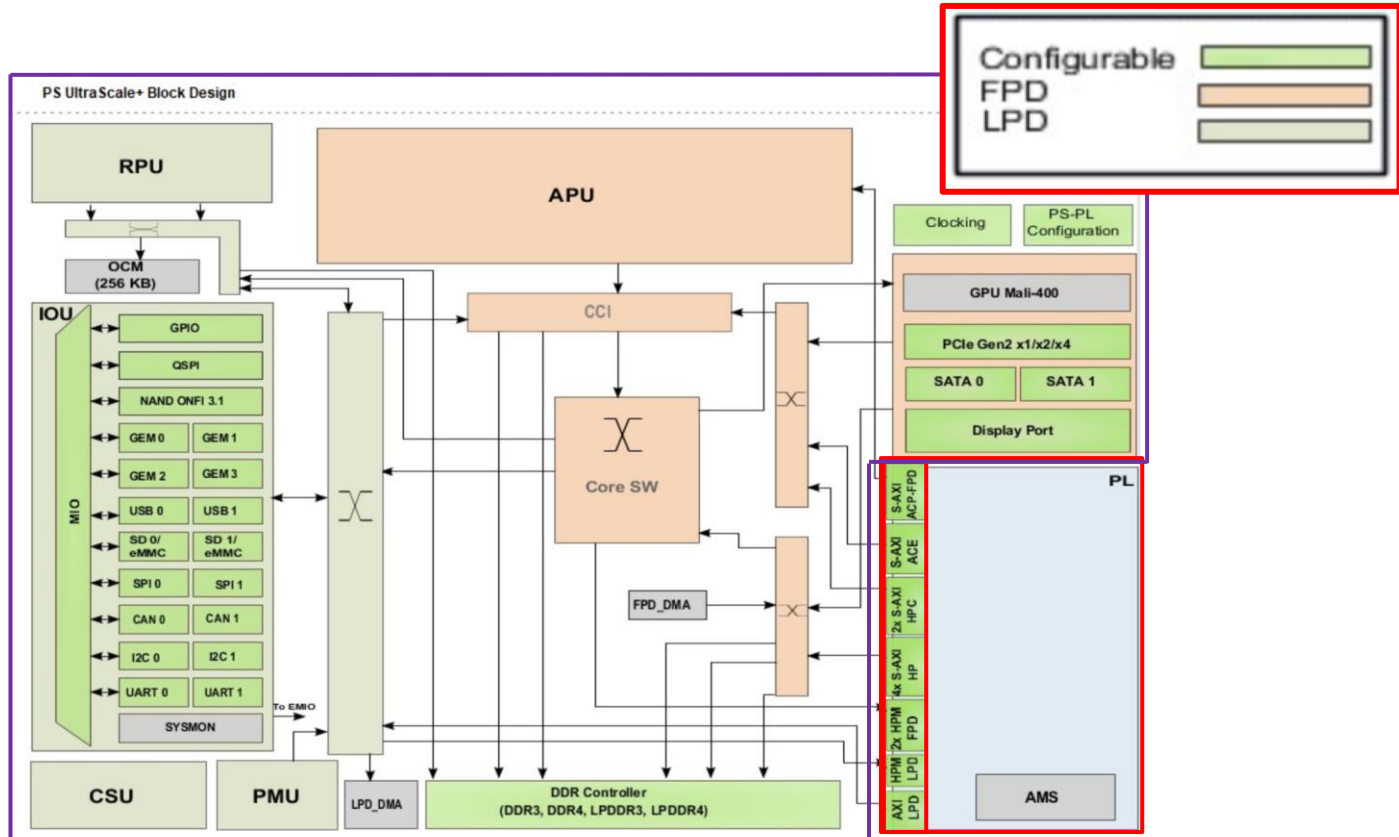 Configurable
FPD
LPD
PS UltraScale+ Block Design
RPU
APU
Clocking
PS-PL
Configuration
OCM
(256 KB)
GPU Mali-400
CCI
IOU
GPIO
PCIe Gen2 x1/x2/x4
QSPI
SATA 0
SATA 1
NAND ONFI 3.1
Display Port
GEM 0
GEM 1
GEM 2
GEM 3
Core SW
PL
MIO
USB 0
USB 1
SD 0/
eMMC
SD 1/
eMMC
SPI 0
SPI 1
CAN 0
CAN 1
I2C 0
I2C 1
UART 0
UART 1
SYSMON
To EMIO
FPD_DMA
S-AXI
ACP-FPD
S-AXI
ACE
2x S-AXI
HPC
4x S-AXI
HP
2x HPM
FPD
HPM
LPD
AXI
LPD
CSU
PMU
LPD_DMA
DDR Controller
(DDR3, DDR4, LPDDR3, LPDDR4)
AMS